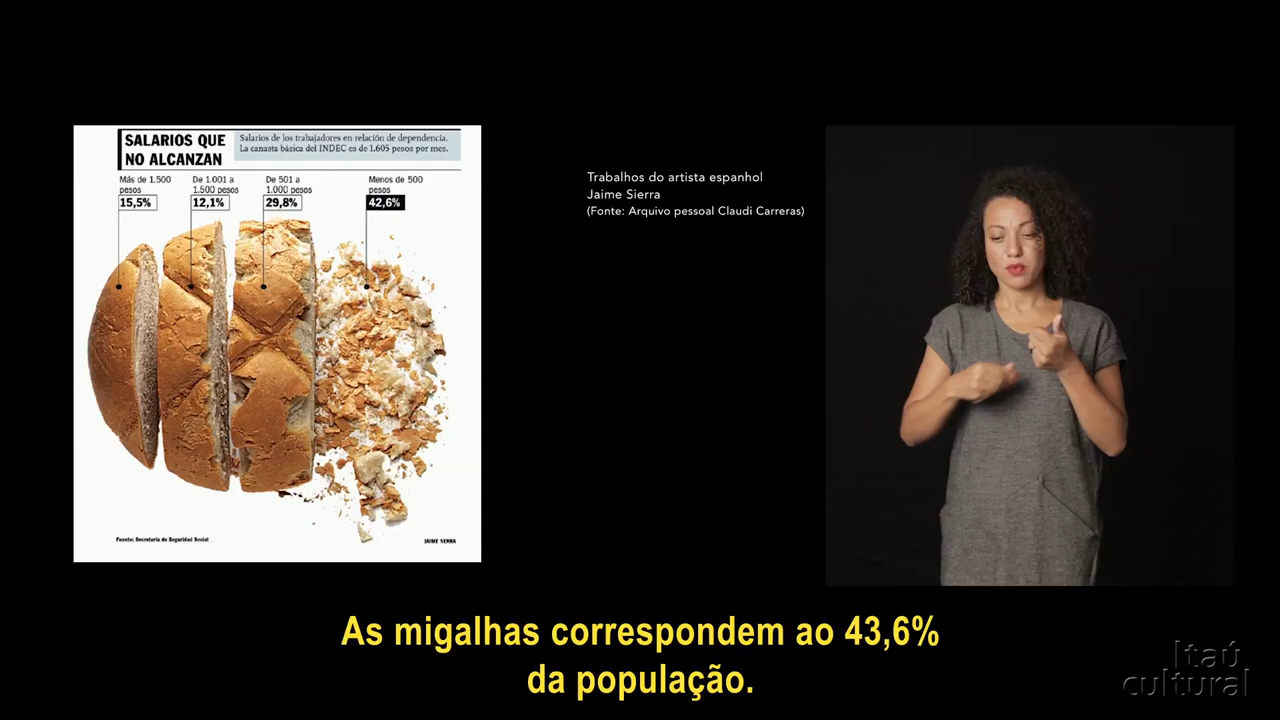 SALARIOS QUE
NO ALCANZAN
Salarios de los trabajadores en relación de dependencia.
La canasta básica del INDEC es de 1.605 pesos por mes.
Más de 1.500
pesos
15,5%
De 1.001 a
1.500 pesos
12,1%
De 501 a
1.000 pesos
29,8%
Menos de 500
pesos
42,6%
Fuente: Secretaría de Seguridad Social
JAIME SERRA
Trabalhos do artista espanhol
Jaime Sierra
(Fonte: Arquivo pessoal Claudi Carreras)
As migalhas correspondem ao 43,6%
da população.
Itaú
cultural